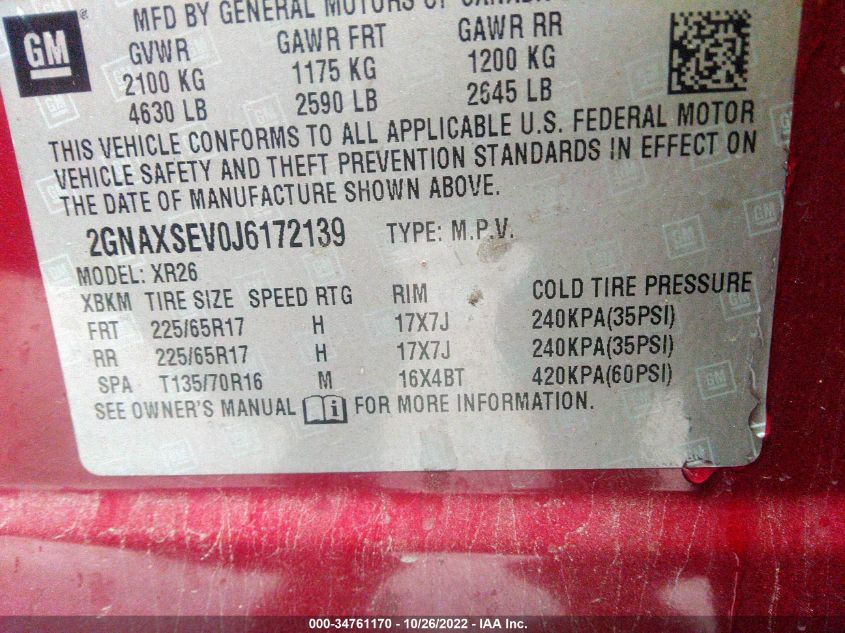 GM
MFD BY GENERAL MOTORS OF CANADA
GVWR GAWR FRT GAWR RR
2100 KG 1175 KG 1200 KG
4630 LB 2590 LB 2645 LB
THIS VEHICLE CONFORMS TO ALL APPLICABLE U.S. FEDERAL MOTOR
VEHICLE SAFETY AND THEFT PREVENTION STANDARDS IN EFFECT ON
THE DATE OF MANUFACTURE SHOWN ABOVE.
2GNAXSEV0J6172139 TYPE: M.P.V.
MODEL: XR26
XBKM TIRE SIZE SPEED RTG RIM COLD TIRE PRESSURE
FRT 225/65R17 H 17X7J 240KPA(35PSI)
RR 225/65R17 H 17X7J 240KPA(35PSI)
SPA T135/70R16 M 16X4BT 420KPA(60PSI)
SEE OWNER'S MANUAL FOR MORE INFORMATION.
000-34761170 - 10/26/2022 - IAA Inc.